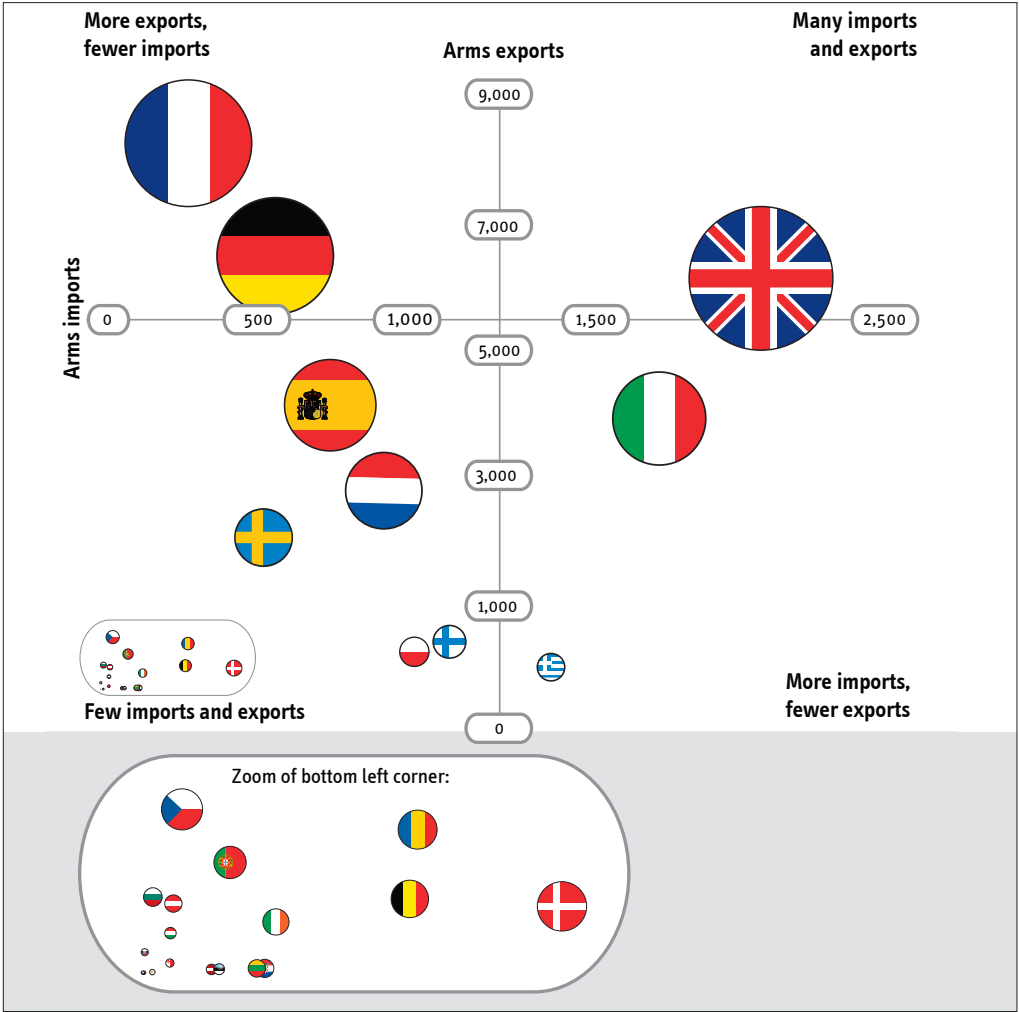 More exports,
fewer imports
Arms exports
Many imports
and exports
9,000
7,000
Arms imports
0
500
1,000
1,500
2,500
5,000
3,000
1,000
Few imports and exports
More imports,
fewer exports
0
Zoom of bottom left corner: